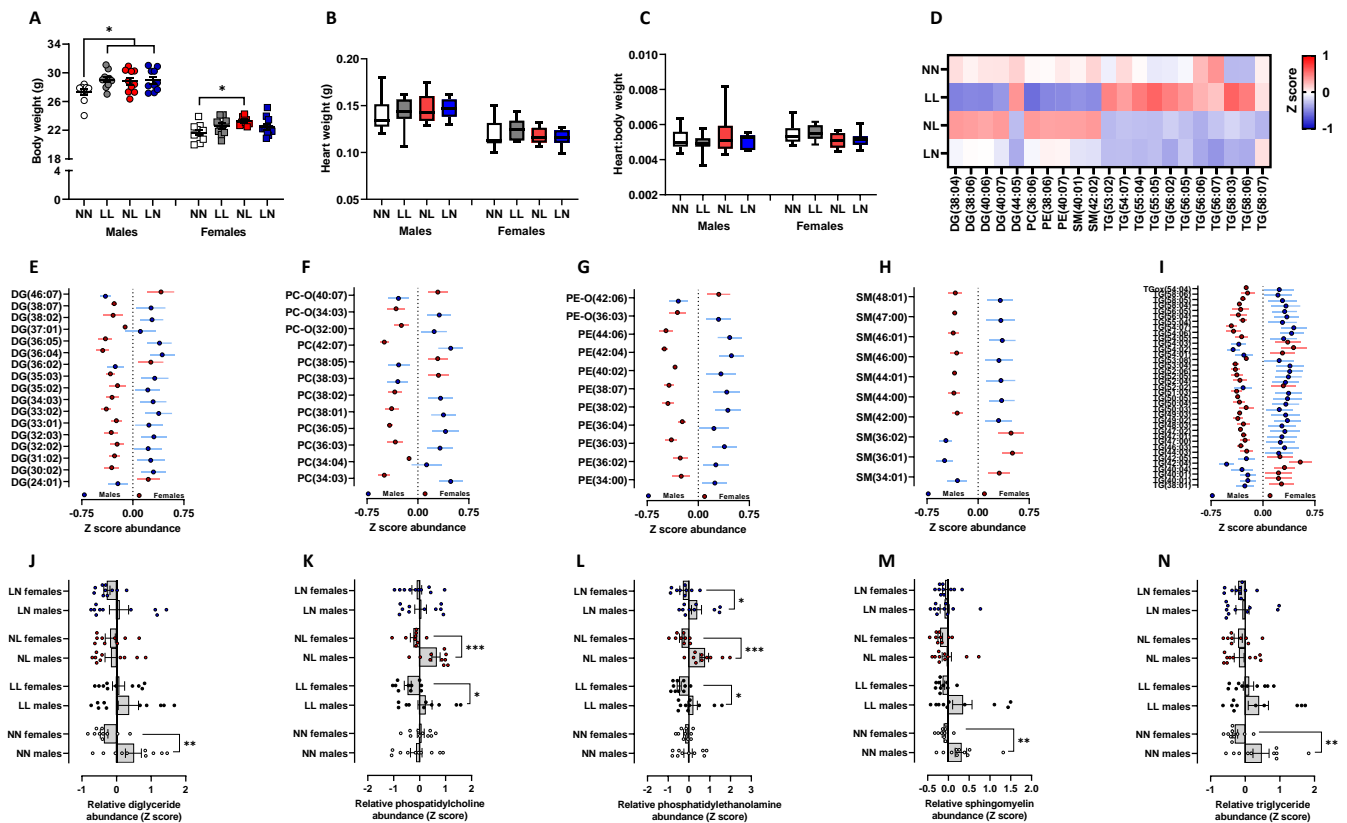 A
B
C
D
*
*
34
30
26
22
18
4
0
Body weight (g)
NN LL NL LN NN LL NL LN
Males Females
0.20
0.15
0.10
0.05
Heart weight (g)
NN LL NL LN NN LL NL LN
Males Females
0.010
0.008
0.006
0.004
0.002
Heart:body weight
NN LL NL LN NN LL NL LN
Males Females
NN
LL
NL
LN
1
0
-1
Z score
DG(38:04)
DG(38:06)
DG(40:06)
DG(40:07)
DG(44:05)
PC(36:06)
PE(38:06)
PE(40:07)
SM(40:01)
SM(42:02)
TG(53:02)
TG(54:07)
TG(55:04)
TG(55:05)
TG(56:02)
TG(56:05)
TG(56:06)
TG(56:07)
TG(58:03)
TG(58:06)
TG(58:07)
E
DG(46:07)
DG(38:07)
DG(38:02)
DG(37:01)
DG(36:05)
DG(36:04)
DG(36:02)
DG(35:03)
DG(35:02)
DG(34:03)
DG(33:02)
DG(33:01)
DG(32:03)
DG(32:02)
DG(31:02)
DG(30:02)
DG(24:01)
Males Females
-0.75 0.00 0.75
Z score abundance
F
PC-O(40:07)
PC-O(34:03)
PC-O(32:00)
PC(42:07)
PC(38:05)
PC(38:03)
PC(38:02)
PC(38:01)
PC(36:05)
PC(36:03)
PC(34:04)
PC(34:03)
Males Females
-0.75 0.00 0.75
Z score abundance
G
PE-O(42:06)
PE-O(36:03)
PE(44:06)
PE(42:04)
PE(40:02)
PE(38:07)
PE(38:02)
PE(36:04)
PE(36:03)
PE(36:02)
PE(34:00)
Males Females
-0.75 0.00 0.75
Z score abundance
H
SM(48:01)
SM(47:00)
SM(46:01)
SM(46:00)
SM(44:01)
SM(44:00)
SM(42:00)
SM(36:02)
SM(36:01)
SM(34:01)
Males Females
-0.75 0.00 0.75
Z score abundance
I
TGox(54:04)
TG(38:01)
Males Females
-0.75 0.00 0.75
Z score abundance
J
LN females
LN males
NL females
NL males
LL females
LL males
NN females
NN males
**
-1 0 1 2
Relative diglyceride
abundance (Z score)
K
LN females
LN males
NL females
NL males
LL females
LL males
NN females
NN males
***
*
-2 -1 0 1 2
Relative phospatidylcholine
abundance (Z score)
L
LN females
LN males
NL females
NL males
LL females
LL males
NN females
NN males
*
***
*
-2 -1 0 1 2 3
Relative phosphatidylethanolamine
abundance (Z score)
M
LN females
LN males
NL females
NL males
LL females
LL males
NN females
NN males
**
-0.5 0.0 0.5 1.0 1.5 2.0
Relative sphingomyelin
abundance (Z score)
N
LN females
LN males
NL females
NL males
LL females
LL males
NN females
NN males
**
-1 0 1 2
Relative triglyceride
abundance (Z score)